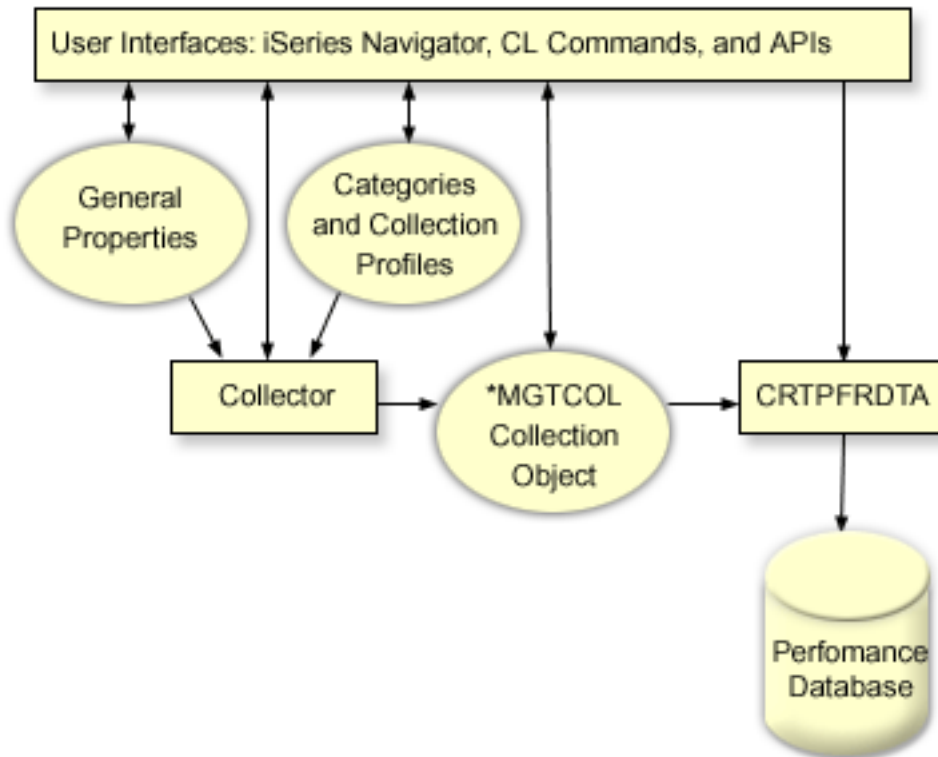 User Interfaces: iSeries Navigator, CL Commands, and APIs
General
Properties
Categories
and Collection
Profiles
Collector
*MGTCOL
Collection
Object
CRTPFRDTA
Perfomance
Database